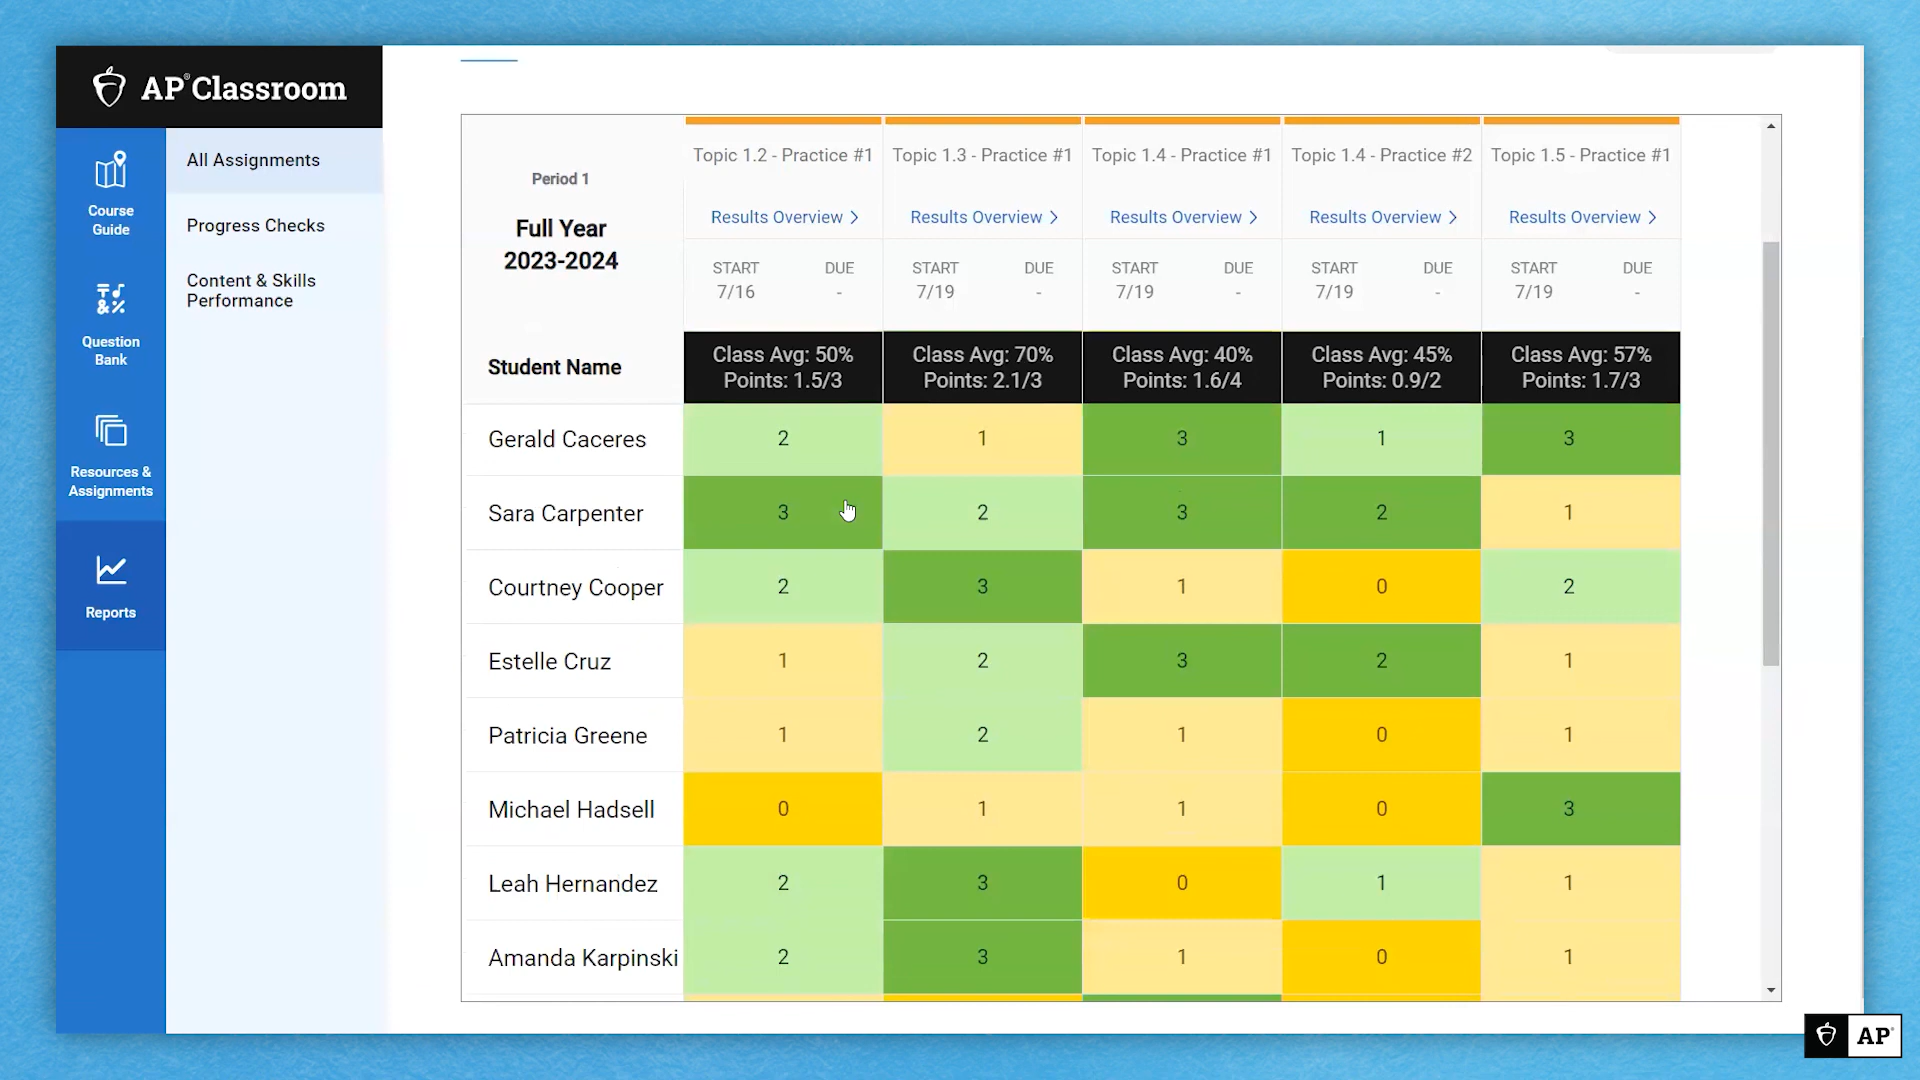 AP® Classroom
All Assignments
Progress Checks
Content & Skills
Performance
Course
Guide
Question
Bank
Resources &
Assignments
Reports
Period 1
Full Year
2023-2024
Topic 1.2 - Practice #1 Topic 1.3 - Practice #1 Topic 1.4 - Practice #1 Topic 1.4 - Practice #2 Topic 1.5 - Practice #1
Results Overview > Results Overview > Results Overview > Results Overview > Results Overview >
START DUE START DUE START DUE START DUE START DUE
7/16 - 7/19 - 7/19 - 7/19 - 7/19 -
Student Name
Class Avg: 50% Class Avg: 70% Class Avg: 40% Class Avg: 45% Class Avg: 57%
Points: 1.5/3 Points: 2.1/3 Points: 1.6/4 Points: 0.9/2 Points: 1.7/3
Gerald Caceres 2 1 3 1 3
Sara Carpenter 3 2 3 2 1
Courtney Cooper 2 3 1 0 2
Estelle Cruz 1 2 3 2 1
Patricia Greene 1 2 1 0 1
Michael Hadsell 0 1 1 0 3
Leah Hernandez 2 3 0 1 1
Amanda Karpinski 2 3 1 0 1
AP®